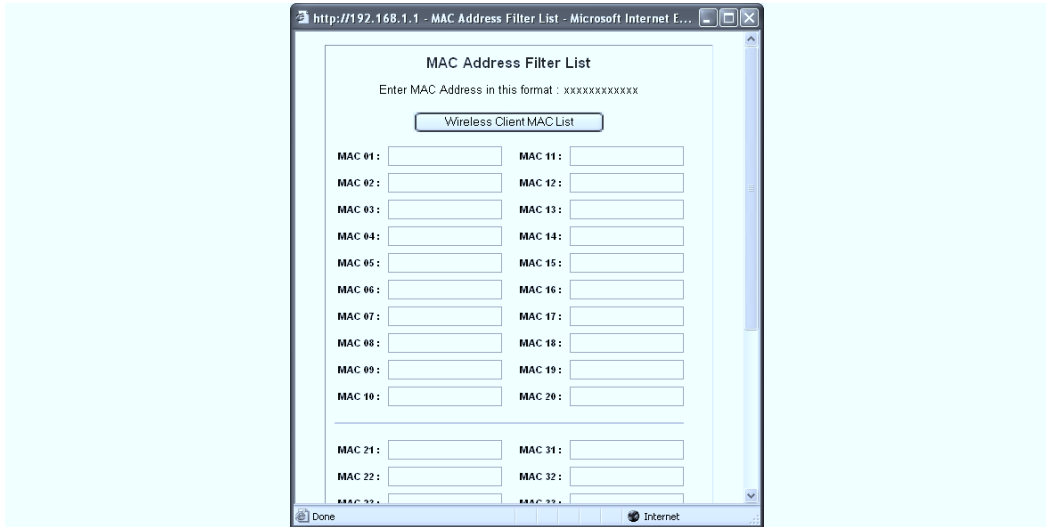 http://192.168.1.1 - MAC Address Filter List - Microsoft Internet E...
MAC Address Filter List
Enter MAC Address in this format : xxxxxxxxxxxx
Wireless Client MAC List
MAC 01 : MAC 11 :
MAC 02 : MAC 12 :
MAC 03 : MAC 13 :
MAC 04 : MAC 14 :
MAC 05 : MAC 15 :
MAC 06 : MAC 16 :
MAC 07 : MAC 17 :
MAC 08 : MAC 18 :
MAC 09 : MAC 19 :
MAC 10 : MAC 20 :
MAC 21 : MAC 31 :
MAC 22 : MAC 32 :
MAC 23 : MAC 33 :
Done Internet